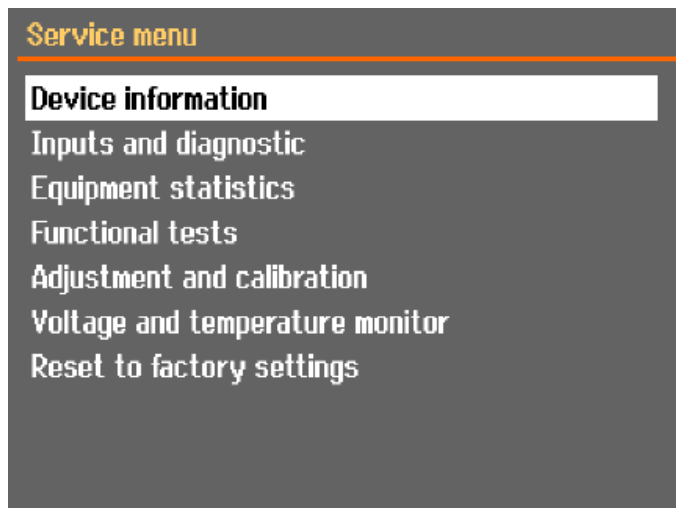 Service menu
Device information
Inputs and diagnostic
Equipment statistics
Functional tests
Adjustment and calibration
Voltage and temperature monitor
Reset to factory settings